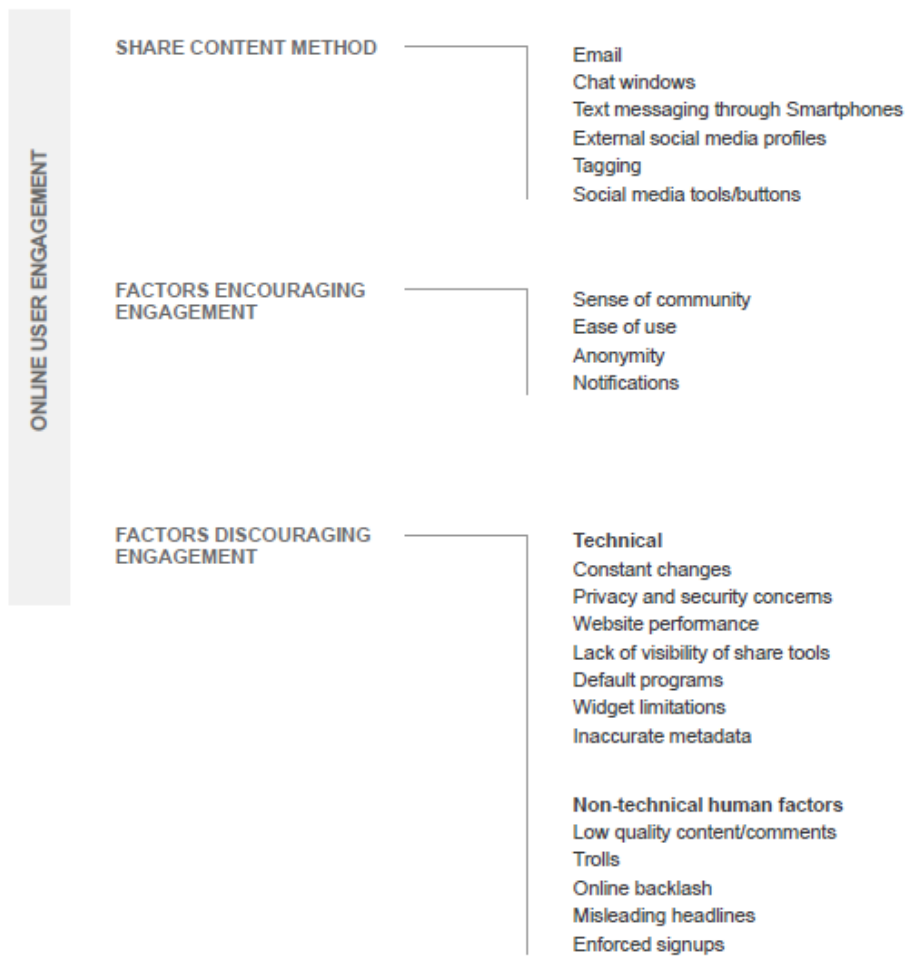 ONLINE USER ENGAGEMENT
SHARE CONTENT METHOD
Email
Chat windows
Text messaging through Smartphones
External social media profiles
Tagging
Social media tools/buttons
FACTORS ENCOURAGING
ENGAGEMENT
Sense of community
Ease of use
Anonymity
Notifications
FACTORS DISCOURAGING
ENGAGEMENT
Technical
Constant changes
Privacy and security concerns
Website performance
Lack of visibility of share tools
Default programs
Widget limitations
Inaccurate metadata
Non-technical human factors
Low quality content/comments
Trolls
Online backlash
Misleading headlines
Enforced signups